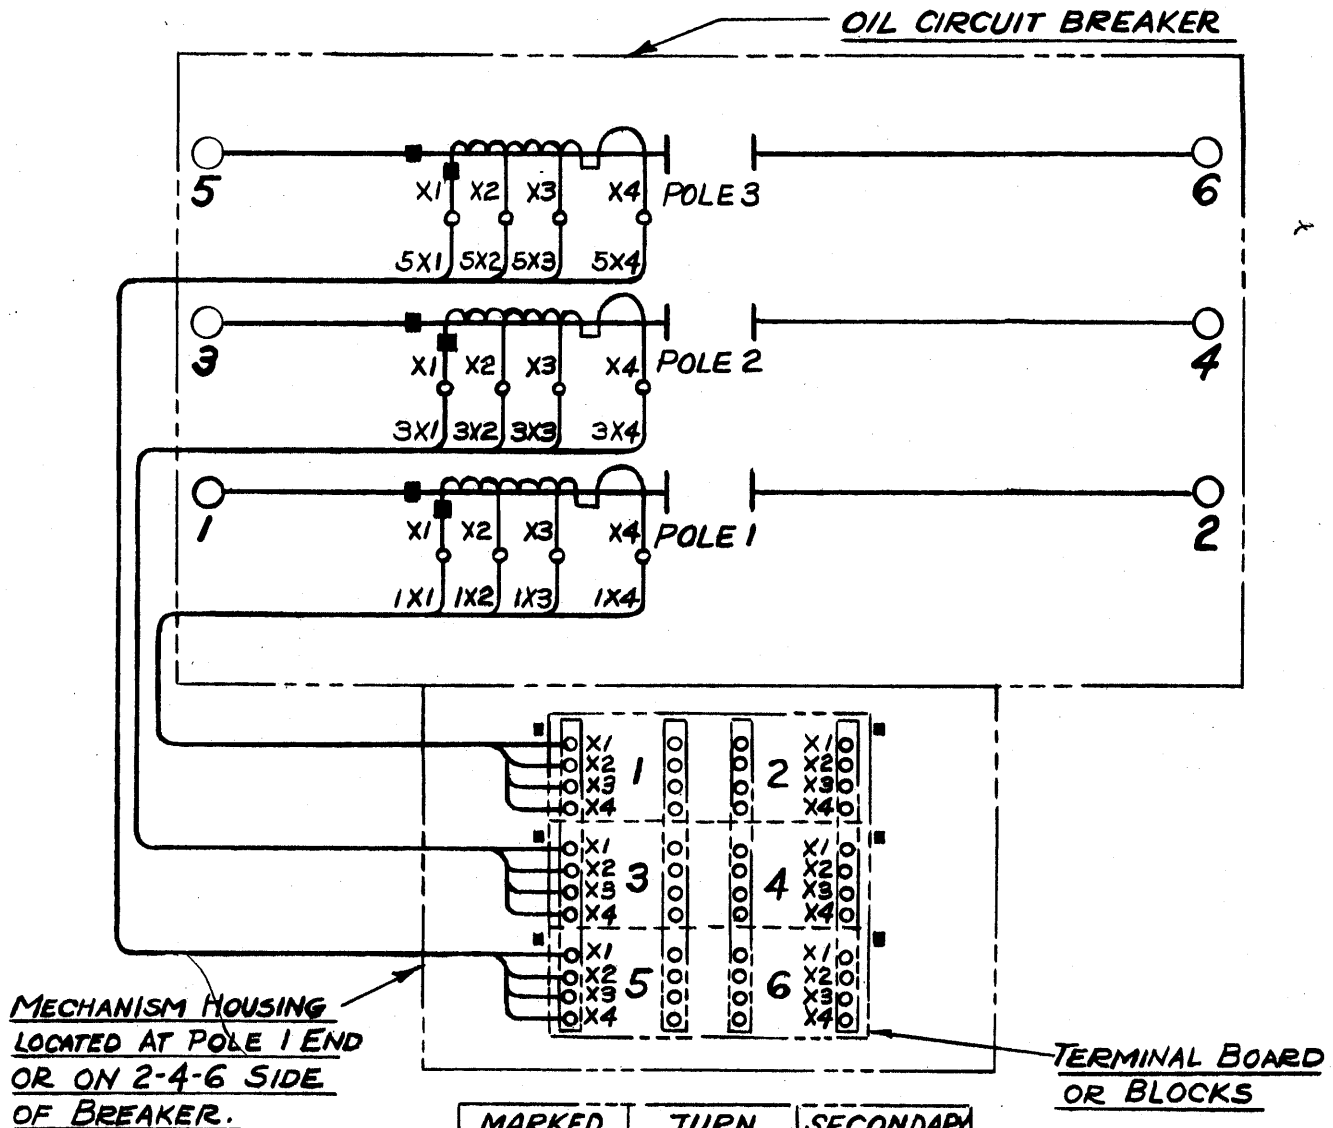 OIL CIRCUIT BREAKER
X1 X2 X3 X4 POLE 3
5 6
5X1 5X2 5X3 5X4
X1 X2 X3 X4 POLE 2
3 4
3X1 3X2 3X3 3X4
X1 X2 X3 X4 POLE 1
1 2
1X1 1X2 1X3 1X4
X1 X1
X2 1 2 X2
X3 X3
X4 X4
X1 X1
X2 3 4 X2
X3 X3
X4 X4
X1 X1
X2 5 6 X2
X3 X3
X4 X4
MECHANISM HOUSING
LOCATED AT POLE 1 END
OR ON 2-4-6 SIDE
OF BREAKER.
TERMINAL BOARD
OR BLOCKS
MARKED TURN SECONDARY